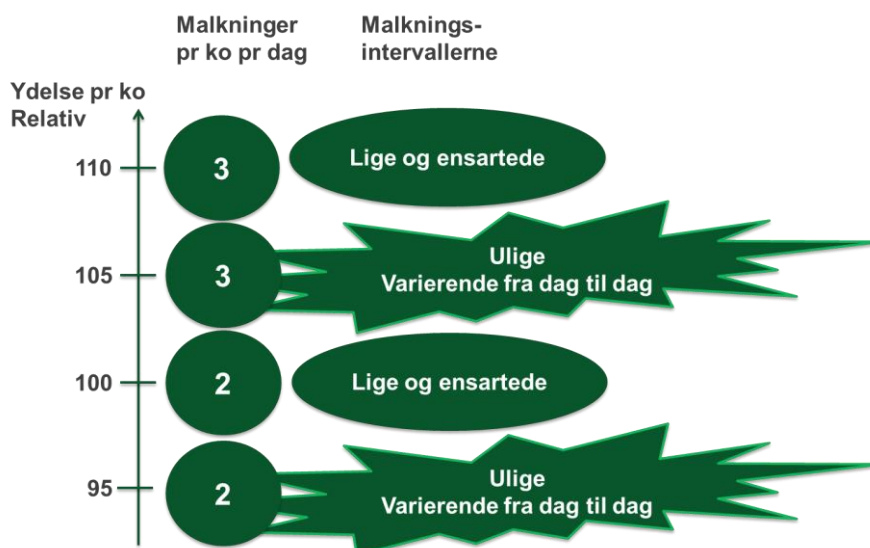 Malkninger
pr ko pr dag
Malknings-
intervallerne
Ydelse pr ko
Relativ
110
3
Lige og ensartede
105
3
Ulige
Varierende fra dag til dag
100
2
Lige og ensartede
95
2
Ulige
Varierende fra dag til dag